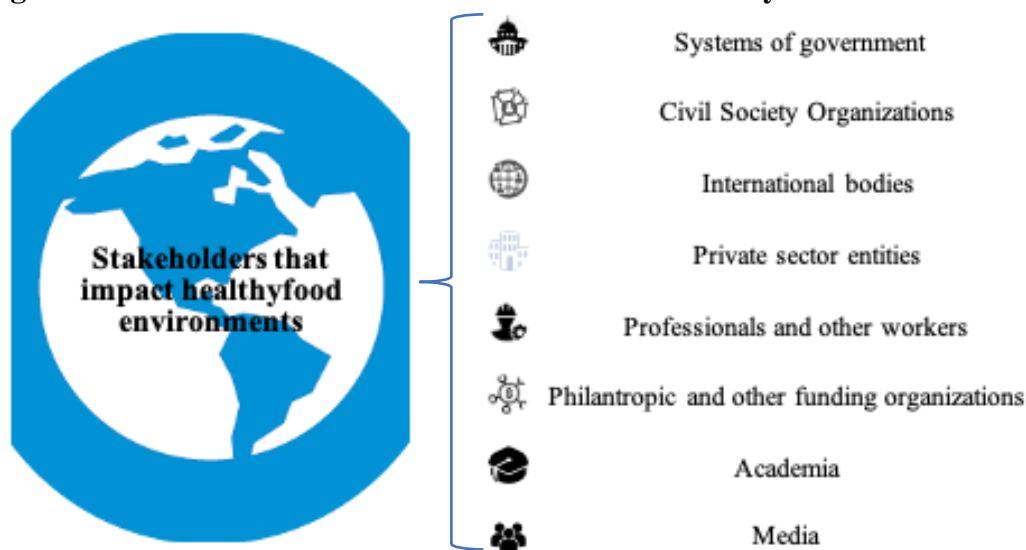 Stakeholders that
impact healthyfood
environments
Systems of government
Civil Society Organizations
International bodies
Private sector entities
Professionals and other workers
Philantropic and other funding organizations
Academia
Media